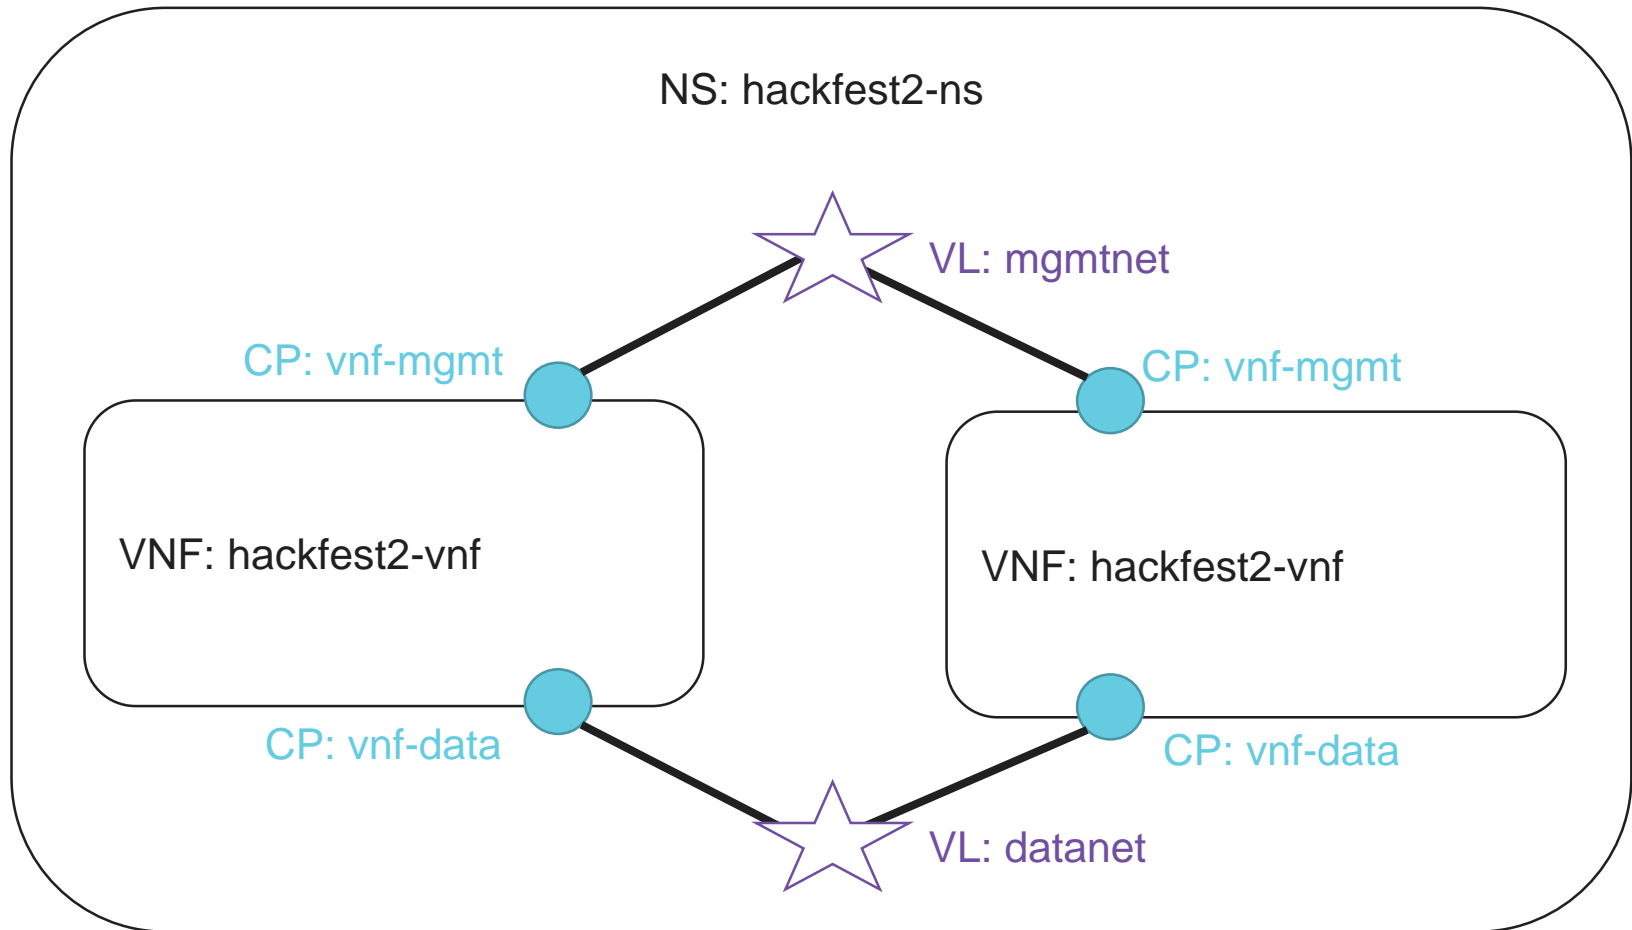 NS: hackfest2-ns
VL: mgmtnet
CP: vnf-mgmt
CP: vnf-mgmt
VNF: hackfest2-vnf
VNF: hackfest2-vnf
CP: vnf-data
CP: vnf-data
VL: datanet